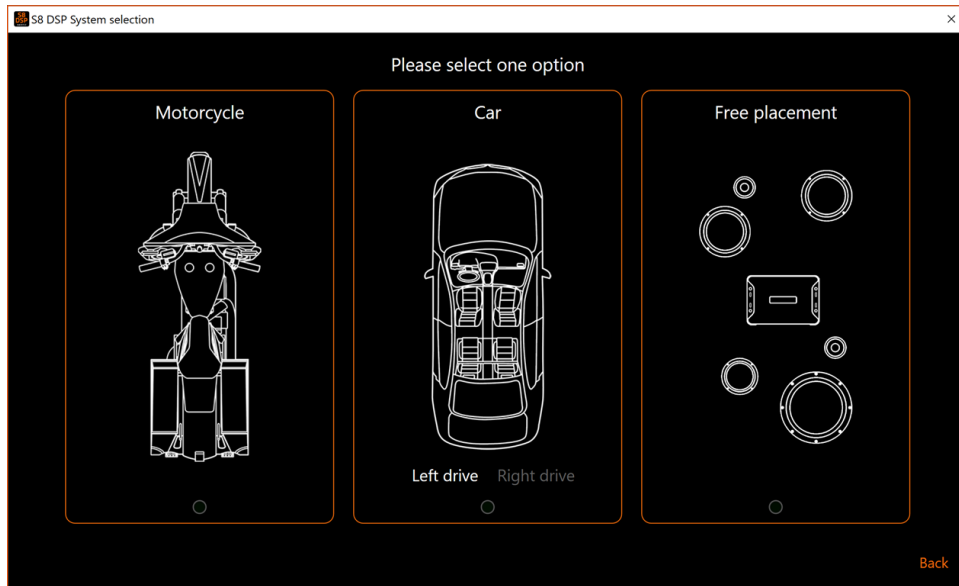 S8 DSP System selection
Please select one option
Motorcycle
Car
Free placement
Left drive Right drive
Back